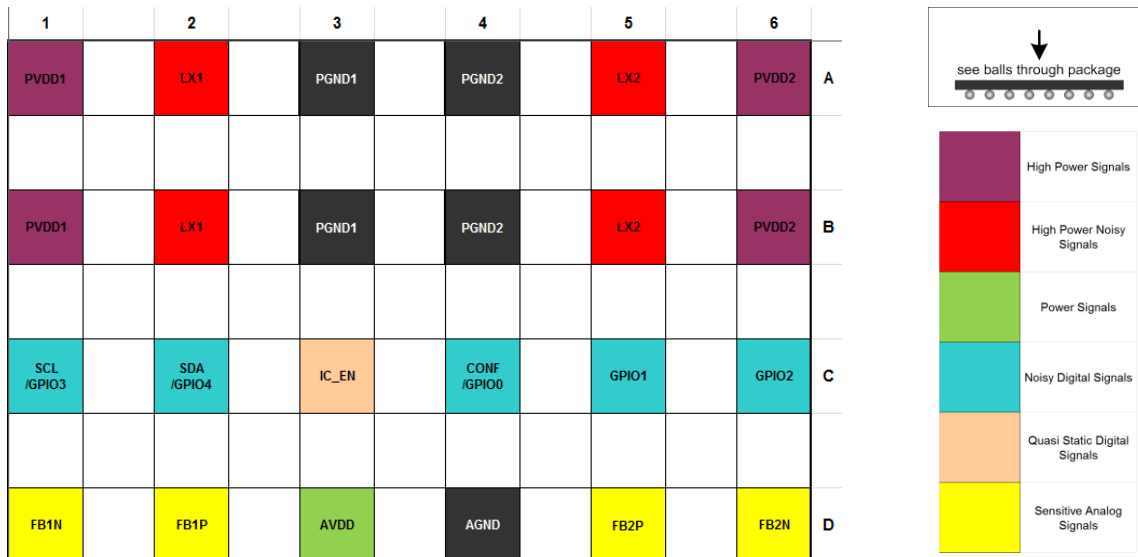 1 2 3 4 5 6
PVDD1 LX1 PGND1 PGND2 LX2 PVDD2 A
PVDD1 LX1 PGND1 PGND2 LX2 PVDD2 B
SCL SDA IC_EN CONF GPIO1 GPIO2 C
/GPIO3 /GPIO4 /GPIO0
FB1N FB1P AVDD AGND FB2P FB2N D
see balls through package
High Power Signals
High Power Noisy
Signals
Power Signals
Noisy Digital Signals
Quasi Static Digital
Signals
Sensitive Analog
Signals